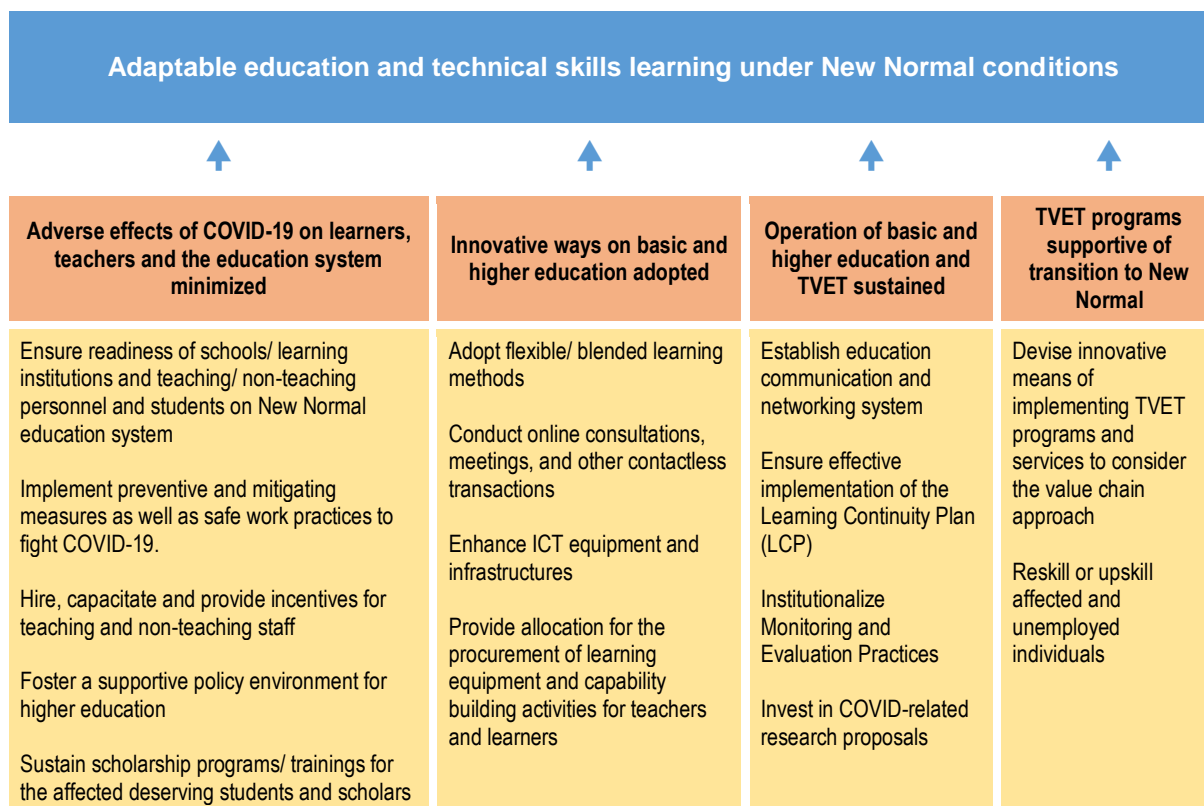 Adaptable education and technical skills learning under New Normal conditions
Adverse effects of COVID-19 on learners,
teachers and the education system
minimized
Ensure readiness of schools/ learning
institutions and teaching/ non-teaching
personnel and students on New Normal
education system
Implement preventive and mitigating
measures as well as safe work practices to
fight COVID-19.
Hire, capacitate and provide incentives for
teaching and non-teaching staff
Foster a supportive policy environment for
higher education
Sustain scholarship programs/ trainings for
the affected deserving students and scholars
Innovative ways on basic and
higher education adopted
Adopt flexible/ blended learning
methods
Conduct online consultations,
meetings, and other contactless
transactions
Enhance ICT equipment and
infrastructures
Provide allocation for the
procurement of learning
equipment and capability
building activities for teachers
and learners
Operation of basic and
higher education and
TVET sustained
Establish education
communication and
networking system
Ensure effective
implementation of the
Learning Continuity Plan
(LCP)
Institutionalize
Monitoring and
Evaluation Practices
Invest in COVID-related
research proposals
TVET programs
supportive of
transition to New
Normal
Devise innovative
means of
implementing TVET
programs and
services to consider
the value chain
approach
Reskill or upskill
affected and
unemployed
individuals